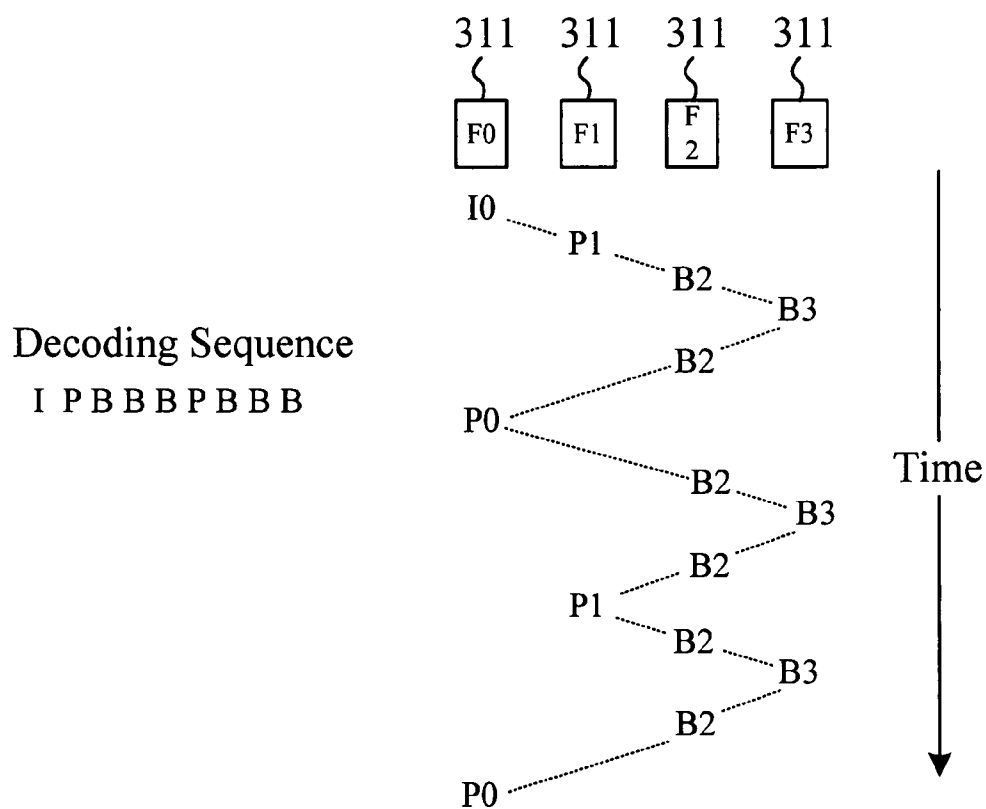 311 311 311 311
F0 F1 F
2 F3
I0
P1
B2
B3
Decoding Sequence
B2
I P B B B P B B B
P0
Time
B2
B3
B2
P1
B2
B3
B2
P0